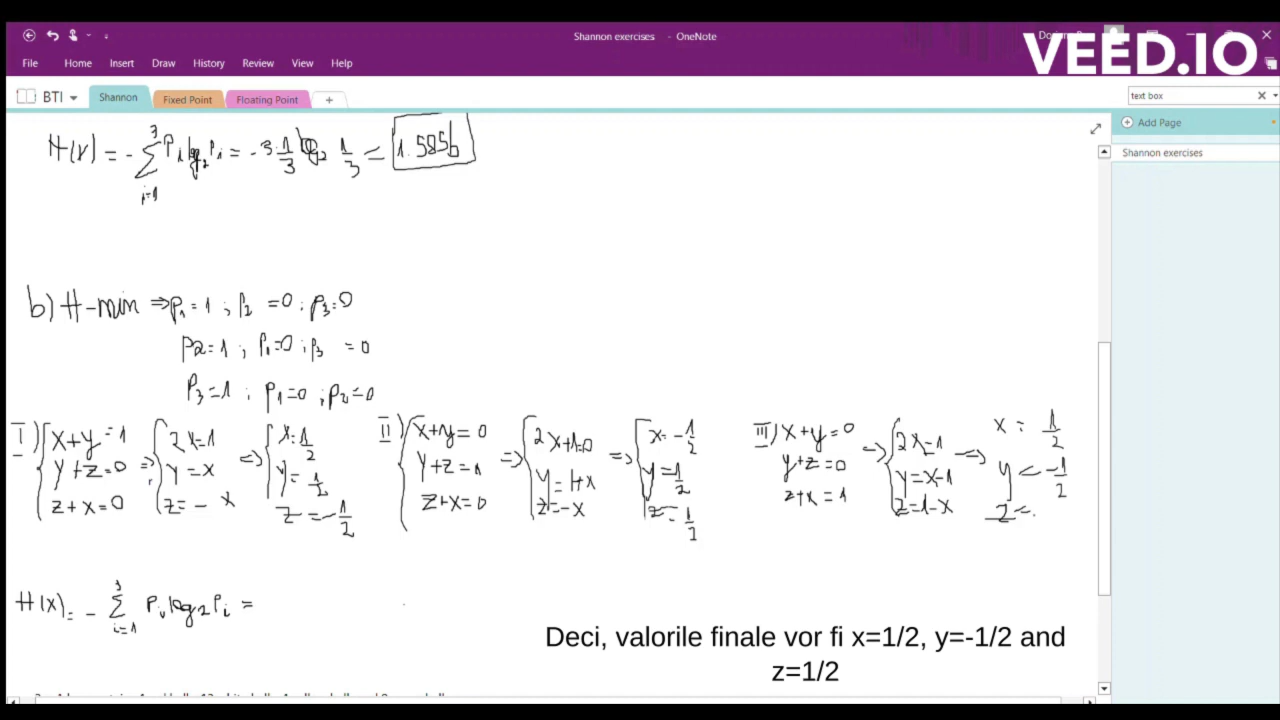 Shannon exercises - OneNote
VEED.IO
File Home Insert Draw History Review View Help
BTI Shannon Fixed Point Floating Point +
text box
Add Page
Shannon exercises
H(x) = - ∑ i=1 3 Pi log2 Pi = -3 · 1/3 log2 1/3 = 1.585b
b) H-min => p1=1 ; p2=0 ; p3=0
p2=1 ; p1=0 ; p3=0
p3=1 ; p1=0 ; p2=0
I) { x+y=1 => { 2x=1 => { x=1/2
y+z=0 y=x y=1/2
z+x=0 z=-x z=-1/2
II) { x+y=0 => { 2x+1=0 => { x=-1/2
y+z=1 y=1+x y=1/2
z+x=0 z=-x z=1/2
III) x+y=0 => { 2x=1 => x=1/2
y+z=0 y=x-1 y=-1/2
z+x=1 z=1-x z=
H(x) = - ∑ i=1 3 Pi log2 Pi =
Deci, valorile finale vor fi x=1/2, y=-1/2 and
z=1/2